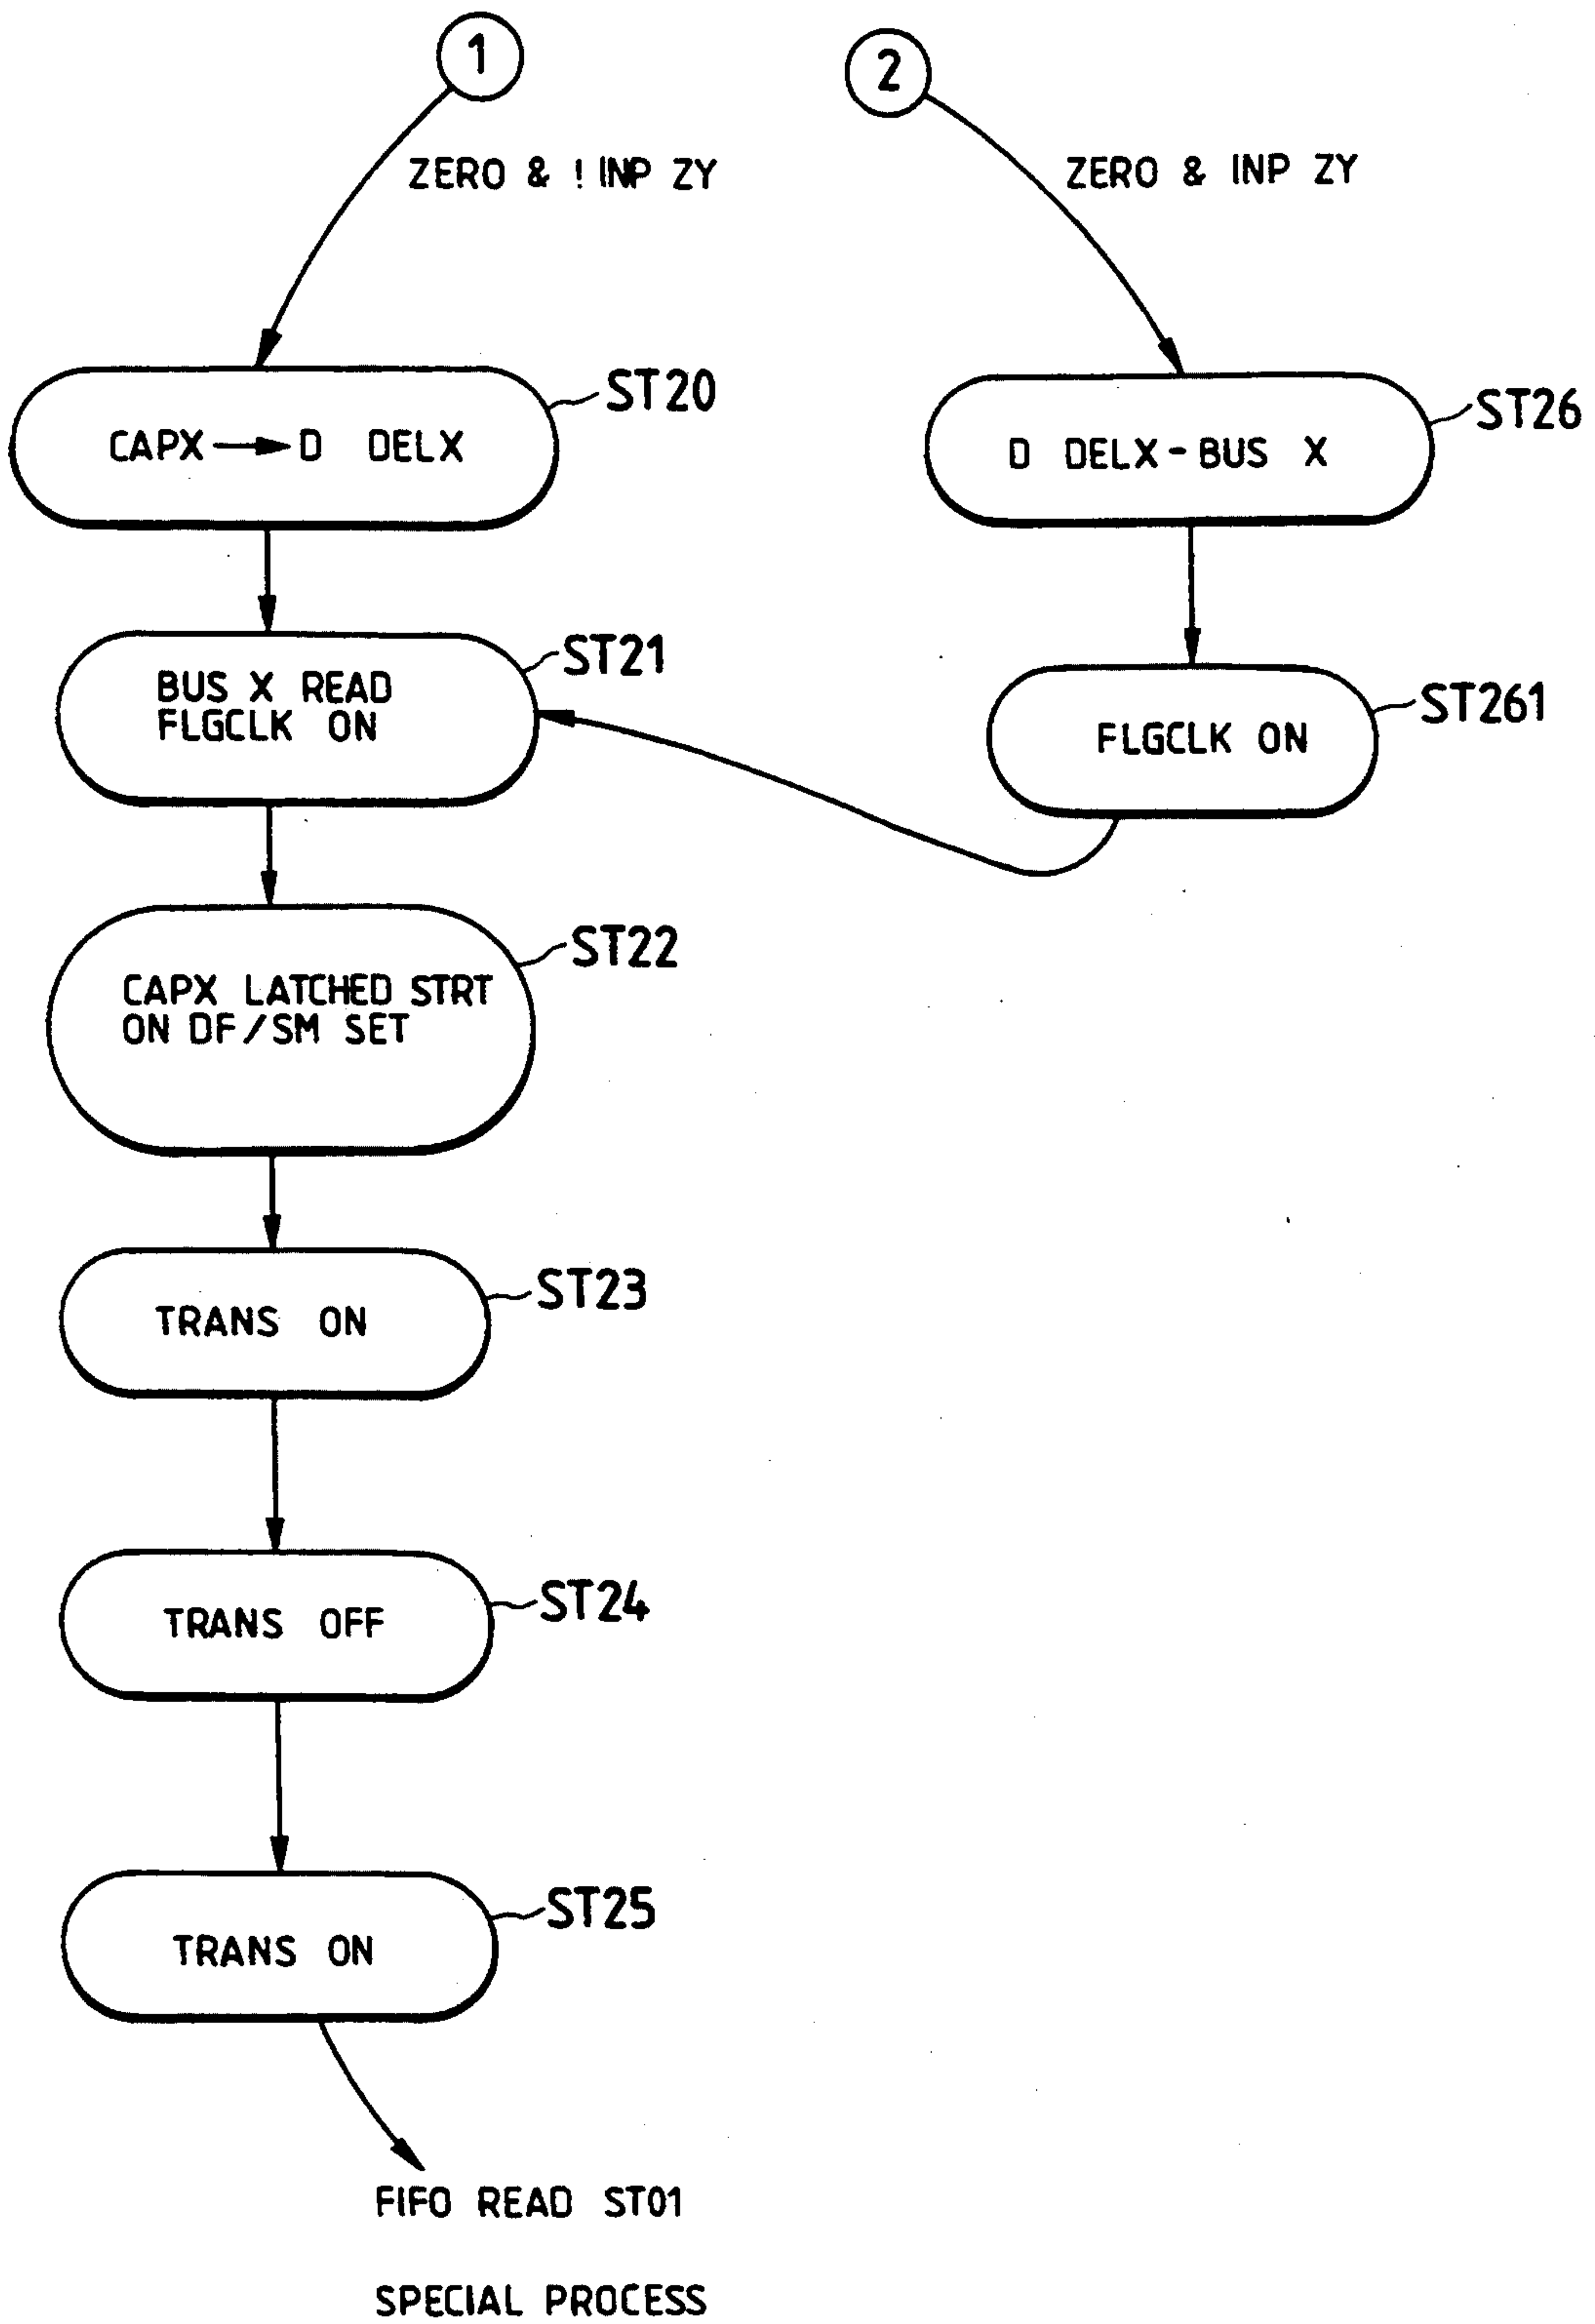 1
2
ZERO & ! INP ZY
ZERO & INP ZY
ST20
CAPX → D DELX
ST26
D DELX - BUS X
ST21
BUS X READ
FLGCLK ON
ST261
FLGCLK ON
ST22
CAPX LATCHED STRT
ON DF/SM SET
ST23
TRANS ON
ST24
TRANS OFF
ST25
TRANS ON
FIFO READ ST01
SPECIAL PROCESS